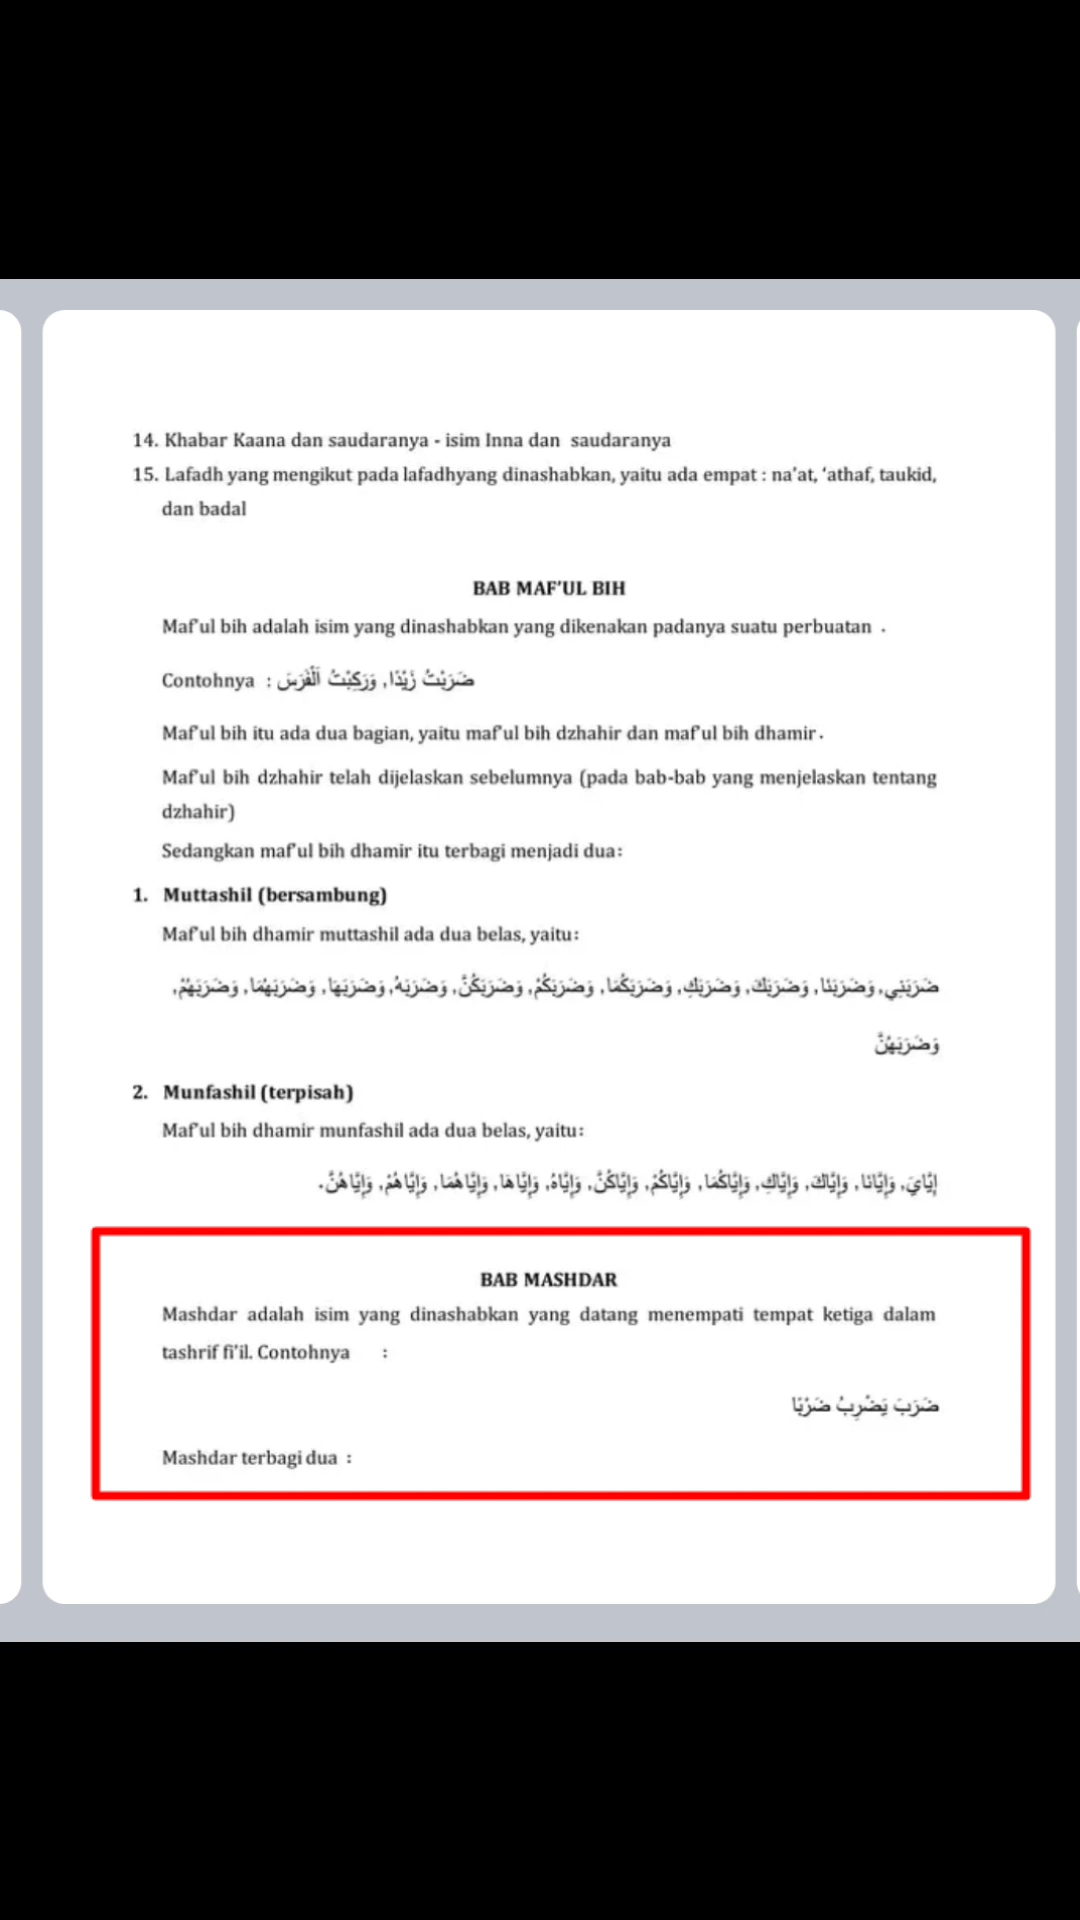 14. Khabar Kaana dan saudaranya - isim Inna dan saudaranya
15. Lafadh yang mengikut pada lafadhyang dinashabkan, yaitu ada empat : na'at, 'athaf, taukid,
dan badal
BAB MAF'UL BIH
Maf'ul bih adalah isim yang dinashabkan yang dikenakan padanya suatu perbuatan .
Contohnya : ضَرَبْتُ زَيْدًا, وَرَكِبْتُ اَلْفَرَسَ
Maf'ul bih itu ada dua bagian, yaitu maf'ul bih dzhahir dan maf'ul bih dhamir.
Maf'ul bih dzhahir telah dijelaskan sebelumnya (pada bab-bab yang menjelaskan tentang
dzhahir)
Sedangkan maf'ul bih dhamir itu terbagi menjadi dua:
1. Muttashil (bersambung)
Maf'ul bih dhamir muttashil ada dua belas, yaitu:
ضَرَبَنِي, وَضَرَبَنَا, وَضَرَبَكَ, وَضَرَبَكِ, وَضَرَبَكُمَا, وَضَرَبَكُمْ, وَضَرَبَكُنَّ, وَضَرَبَهُ, وَضَرَبَهَا, وَضَرَبَهُمَا, وَضَرَبَهُمْ,
وَضَرَبَهُنَّ
2. Munfashil (terpisah)
Maf'ul bih dhamir munfashil ada dua belas, yaitu:
إِيَّايَ, وَإِيَّانَا, وَإِيَّاكَ, وَإِيَّاكِ, وَإِيَّاكُمَا, وَإِيَّاكُمْ, وَإِيَّاكُنَّ, وَإِيَّاهُ, وَإِيَّاهَا, وَإِيَّاهُمَا, وَإِيَّاهُمْ, وَإِيَّاهُنَّ.
BAB MASHDAR
Mashdar adalah isim yang dinashabkan yang datang menempati tempat ketiga dalam
tashrif fi'il. Contohnya :
ضَرَبَ يَضْرِبُ ضَرْبًا
Mashdar terbagi dua :